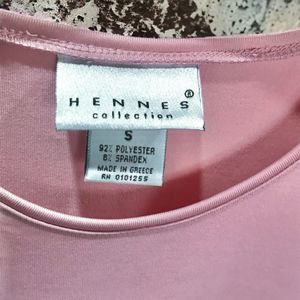 HENNES®
collection
S
92% POLYESTER
8% SPANDEX
MADE IN GREECE
RN 0101255